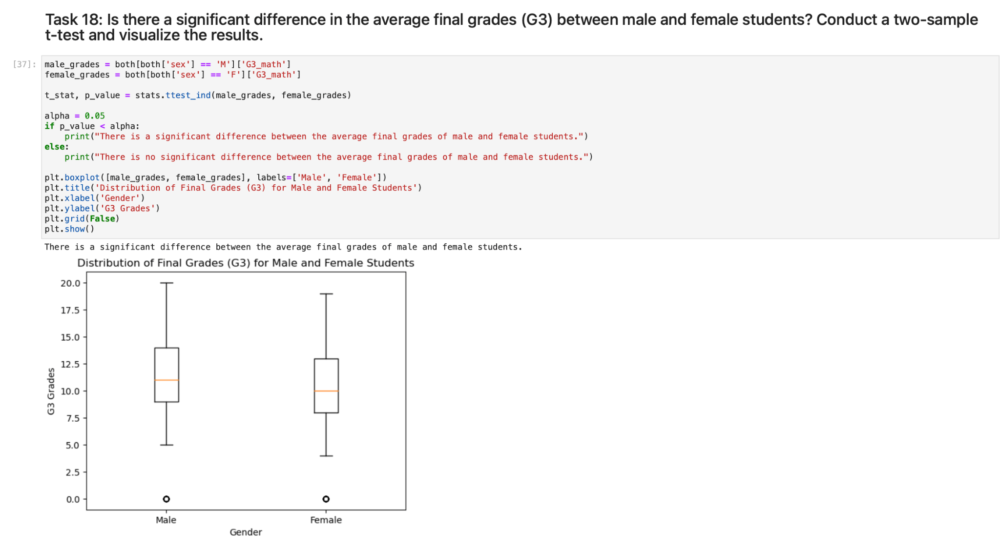 Task 18: Is there a significant difference in the average final grades (G3) between male and female students? Conduct a two-sample
t-test and visualize the results.
[37]:
male_grades = both[both['sex'] == 'M']['G3_math']
female_grades = both[both['sex'] == 'F']['G3_math']
t_stat, p_value = stats.ttest_ind(male_grades, female_grades)
alpha = 0.05
if p_value < alpha:
    print("There is a significant difference between the average final grades of male and female students.")
else:
    print("There is no significant difference between the average final grades of male and female students.")
plt.boxplot([male_grades, female_grades], labels=['Male', 'Female'])
plt.title('Distribution of Final Grades (G3) for Male and Female Students')
plt.xlabel('Gender')
plt.ylabel('G3 Grades')
plt.grid(False)
plt.show()
There is a significant difference between the average final grades of male and female students.
Distribution of Final Grades (G3) for Male and Female Students
20.0
17.5
15.0
12.5
10.0
7.5
5.0
2.5
0.0
G3 Grades
Male Female
Gender